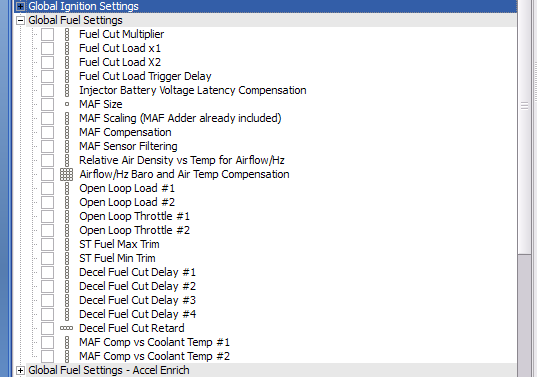 Global Ignition Settings
Global Fuel Settings
Fuel Cut Multiplier
Fuel Cut Load x1
Fuel Cut Load X2
Fuel Cut Load Trigger Delay
Injector Battery Voltage Latency Compensation
MAF Size
MAF Scaling (MAF Adder already included)
MAF Compensation
MAF Sensor Filtering
Relative Air Density vs Temp for Airflow/Hz
Airflow/Hz Baro and Air Temp Compensation
Open Loop Load #1
Open Loop Load #2
Open Loop Throttle #1
Open Loop Throttle #2
ST Fuel Max Trim
ST Fuel Min Trim
Decel Fuel Cut Delay #1
Decel Fuel Cut Delay #2
Decel Fuel Cut Delay #3
Decel Fuel Cut Delay #4
Decel Fuel Cut Retard
MAF Comp vs Coolant Temp #1
MAF Comp vs Coolant Temp #2
Global Fuel Settings - Accel Enrich